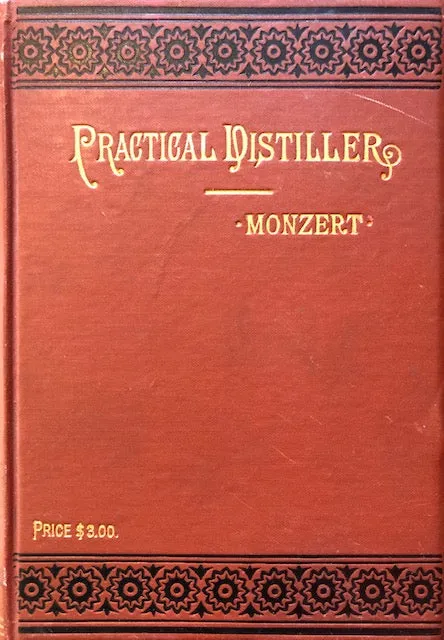 PRACTICAL DISTILLER
·MONZERT·
PRICE $3.00.